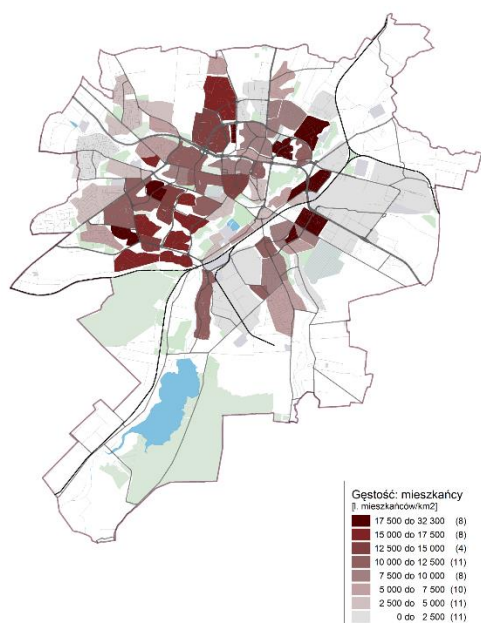 Gęstość: mieszkańcy
[l. mieszkańców/km2]
17 500 do 32 300 (8)
15 000 do 17 500 (8)
12 500 do 15 000 (4)
10 000 do 12 500 (11)
7 500 do 10 000 (8)
5 000 do 7 500 (10)
2 500 do 5 000 (11)
0 do 2 500 (11)